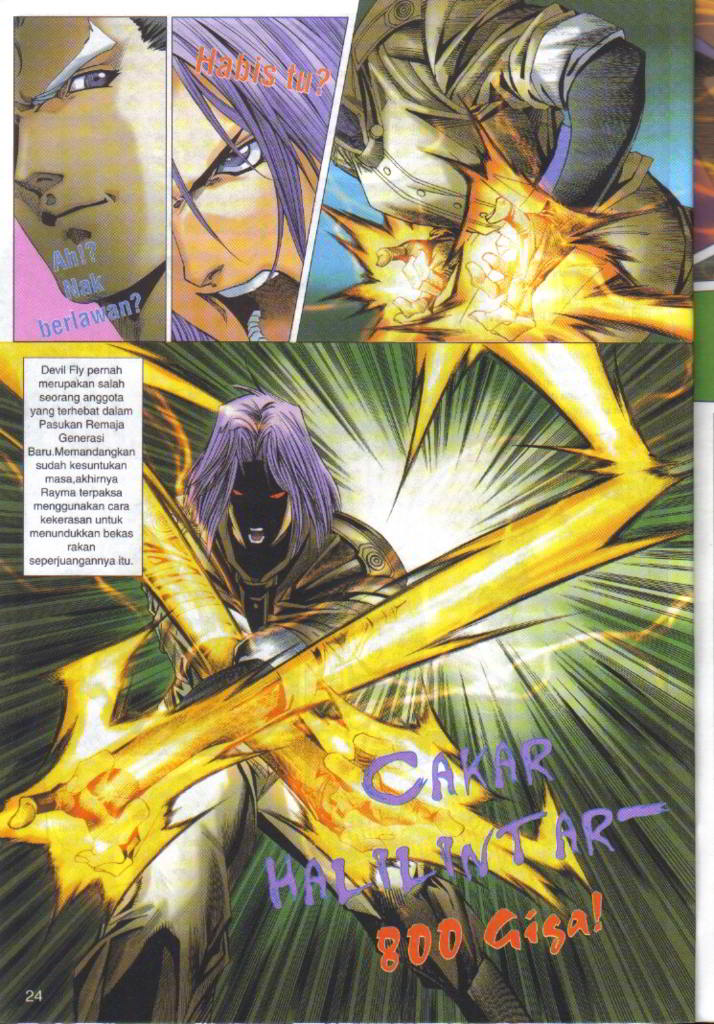 Ah!?
Nak
berlawan?
Habis tu?
Devil Fly pernah
merupakan salah
seorang anggota
yang terhebat dalam
Pasukan Remaja
Generasi
Baru.Memandangkan
sudah kesuntukan
masa,akhirnya
Rayma terpaksa
menggunakan cara
kekerasan untuk
menundukkan bekas
rakan
seperjuangannya itu.
CAKAR
HALILINTAR-
800 Giga!
24